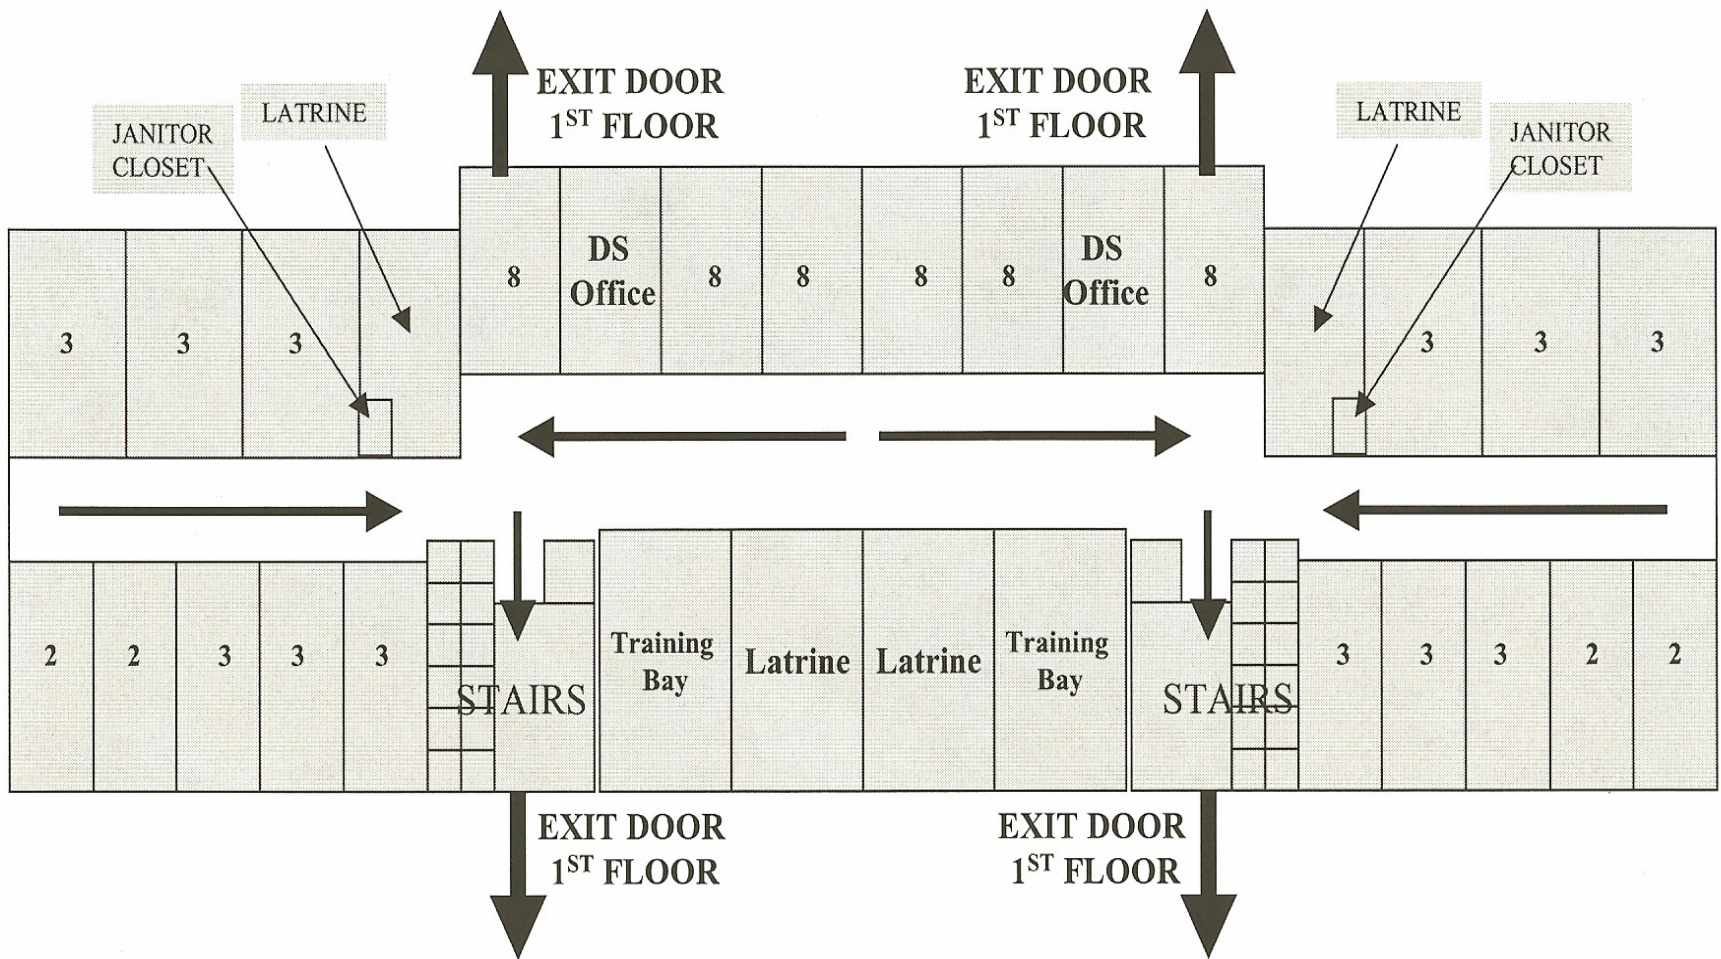 EXIT DOOR
1ST FLOOR
EXIT DOOR
1ST FLOOR
JANITOR
CLOSET
LATRINE
LATRINE
JANITOR
CLOSET
3
3
3
8
DS
Office
8
8
8
8
DS
Office
8
3
3
3
2
2
3
3
3
STAIRS
Training
Bay
Latrine
Latrine
Training
Bay
STAIRS
3
3
3
2
2
EXIT DOOR
1ST FLOOR
EXIT DOOR
1ST FLOOR